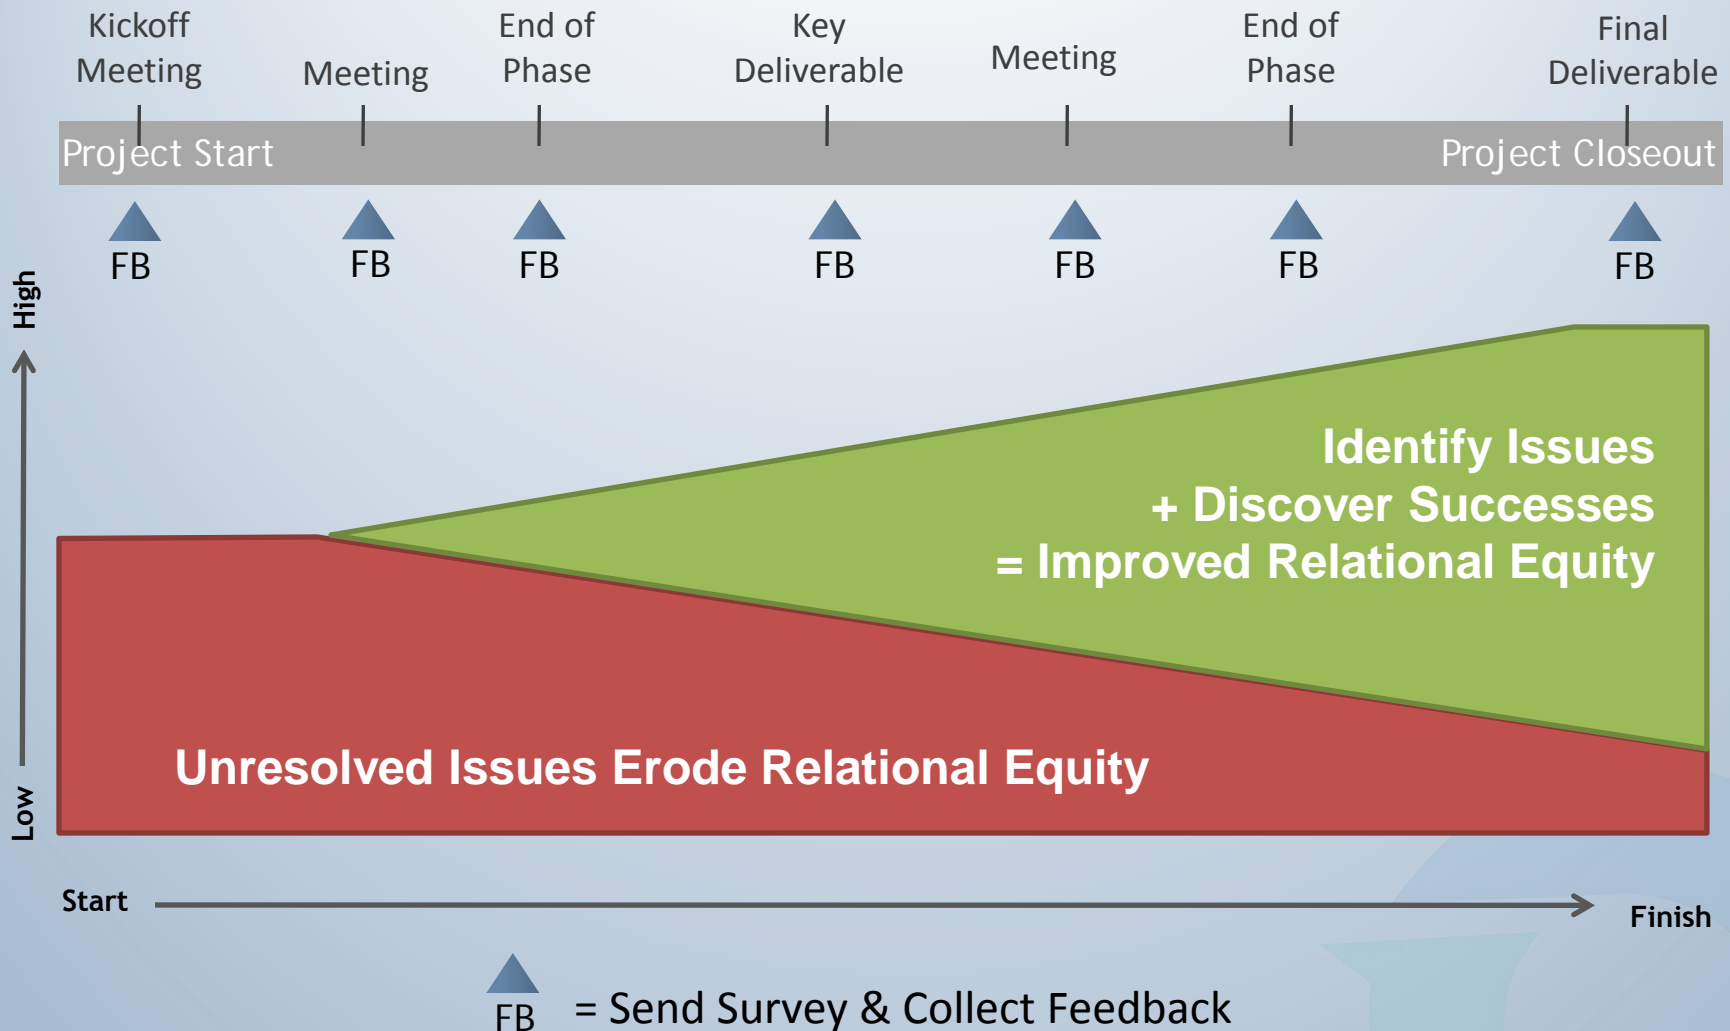 Kickoff
Meeting
Meeting
End of
Phase
Key
Deliverable
Meeting
End of
Phase
Final
Deliverable
Project Start
Project Closeout
FB
FB
FB
FB
FB
FB
FB
High
Low
Identify Issues
+ Discover Successes
= Improved Relational Equity
Unresolved Issues Erode Relational Equity
Start
Finish
FB
= Send Survey & Collect Feedback